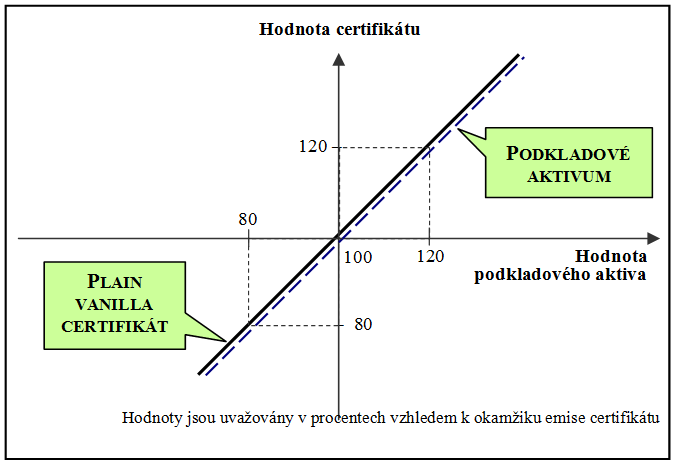 Hodnota certifikátu
120
PODKLADOVÉ
AKTIVUM
80
100
120
Hodnota
podkladového aktiva
PLAIN
VANILLA
CERTIFIKÁT
80
Hodnoty jsou uvažovány v procentech vzhledem k okamžiku emise certifikátu